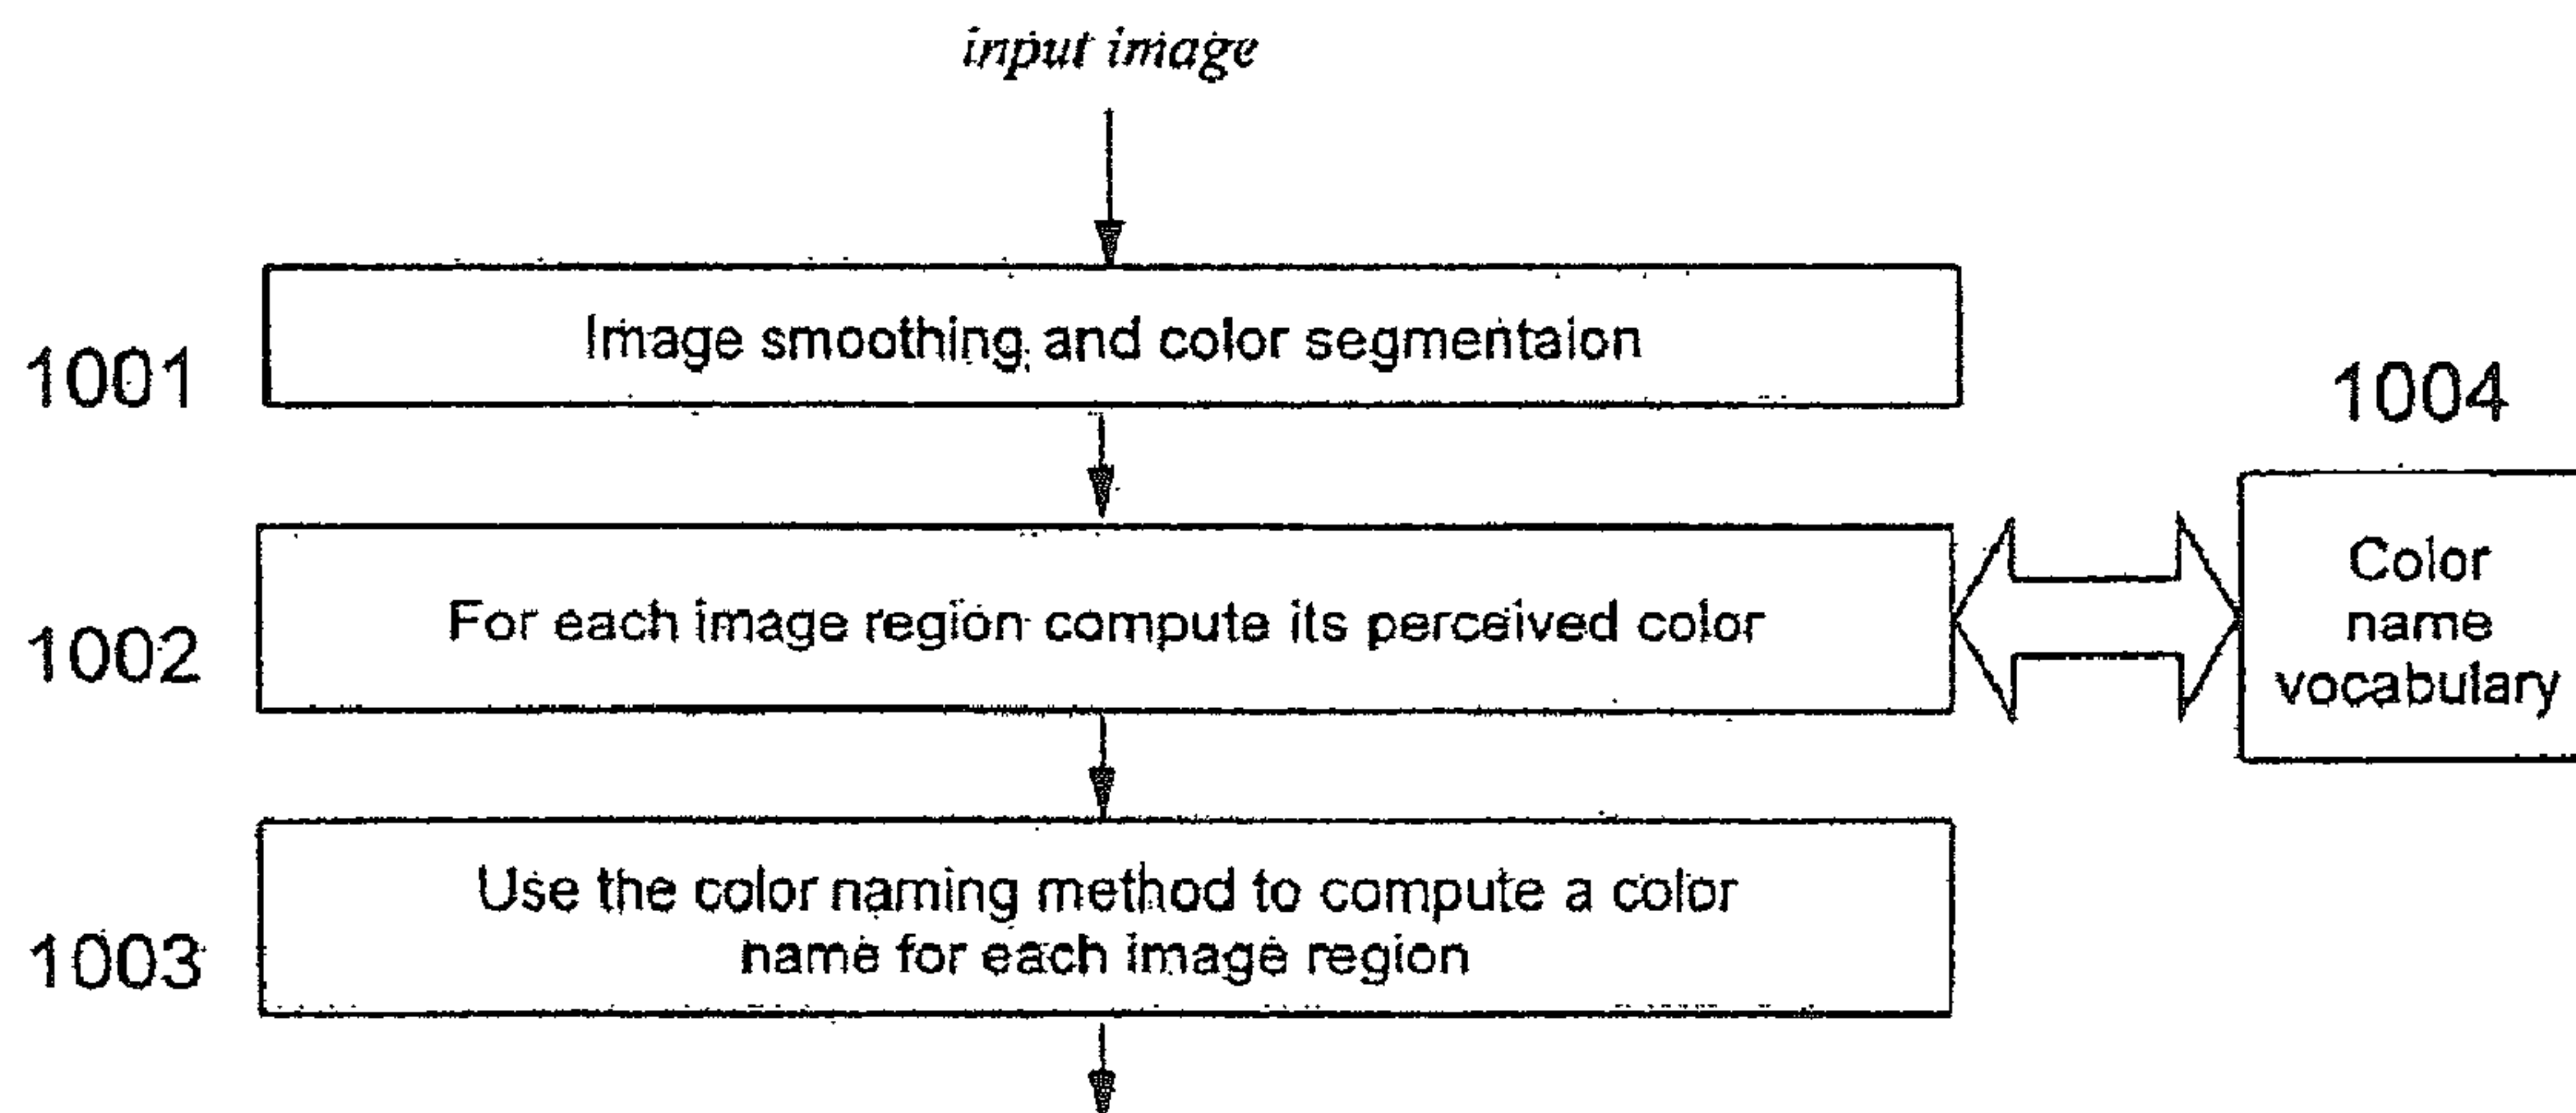 input image
Image smoothing and color segmentaion
1001
1004
For each image region compute its perceived color
1002
Color
name
vocabulary
Use the color naming method to compute a color
name for each image region
1003